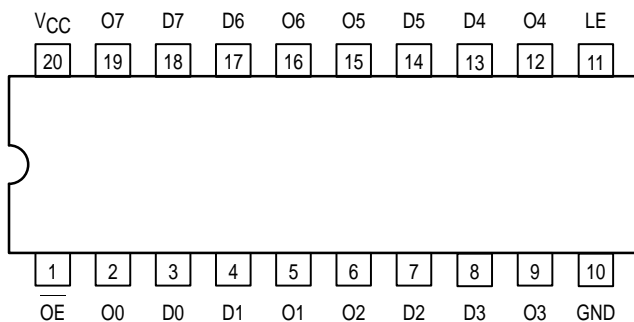 VCC O7 D7 D6 O6 O5 D5 D4 O4 LE
20 19 18 17 16 15 14 13 12 11
1 2 3 4 5 6 7 8 9 10
O̅E̅ O0 D0 D1 O1 O2 D2 D3 O3 GND